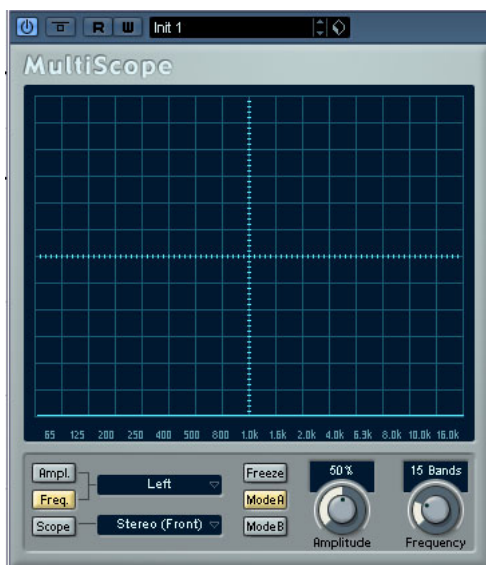 R W Init 1
MultiScope
65 125 200 250 400 500 800 1.0k 1.6k 2.0k 4.0k 6.3k 8.0k 10.0k 16.0k
Ampl. Left Freeze 50% 15 Bands
Freq. ModeA
Scope Stereo (Front) ModeB
Amplitude Frequency